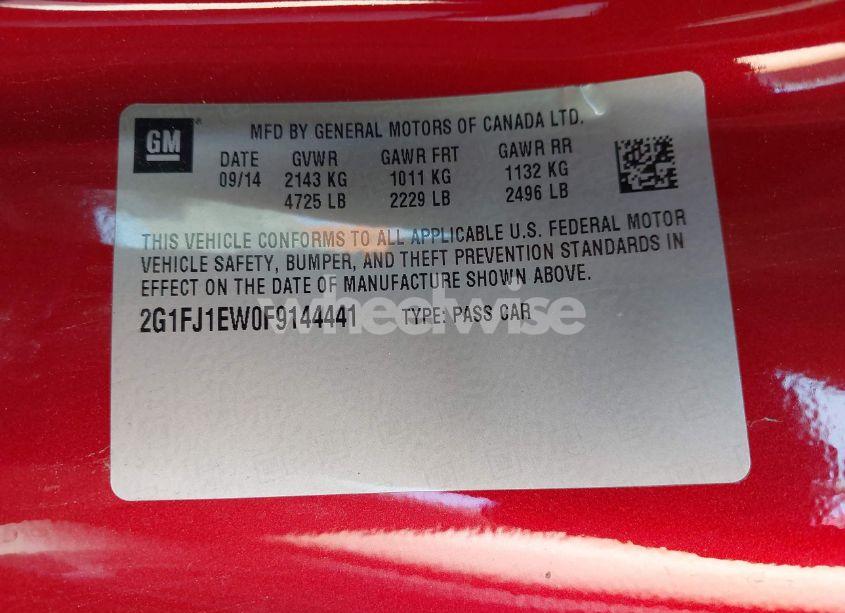 GM®
MFD BY GENERAL MOTORS OF CANADA LTD.
DATE GVWR GAWR FRT GAWR RR
09/14 2143 KG 1011 KG 1132 KG
4725 LB 2229 LB 2496 LB
THIS VEHICLE CONFORMS TO ALL APPLICABLE U.S. FEDERAL MOTOR
VEHICLE SAFETY, BUMPER, AND THEFT PREVENTION STANDARDS IN
EFFECT ON THE DATE OF MANUFACTURE SHOWN ABOVE.
2G1FJ1EW0F9144441 TYPE: PASS CAR
wheelwise